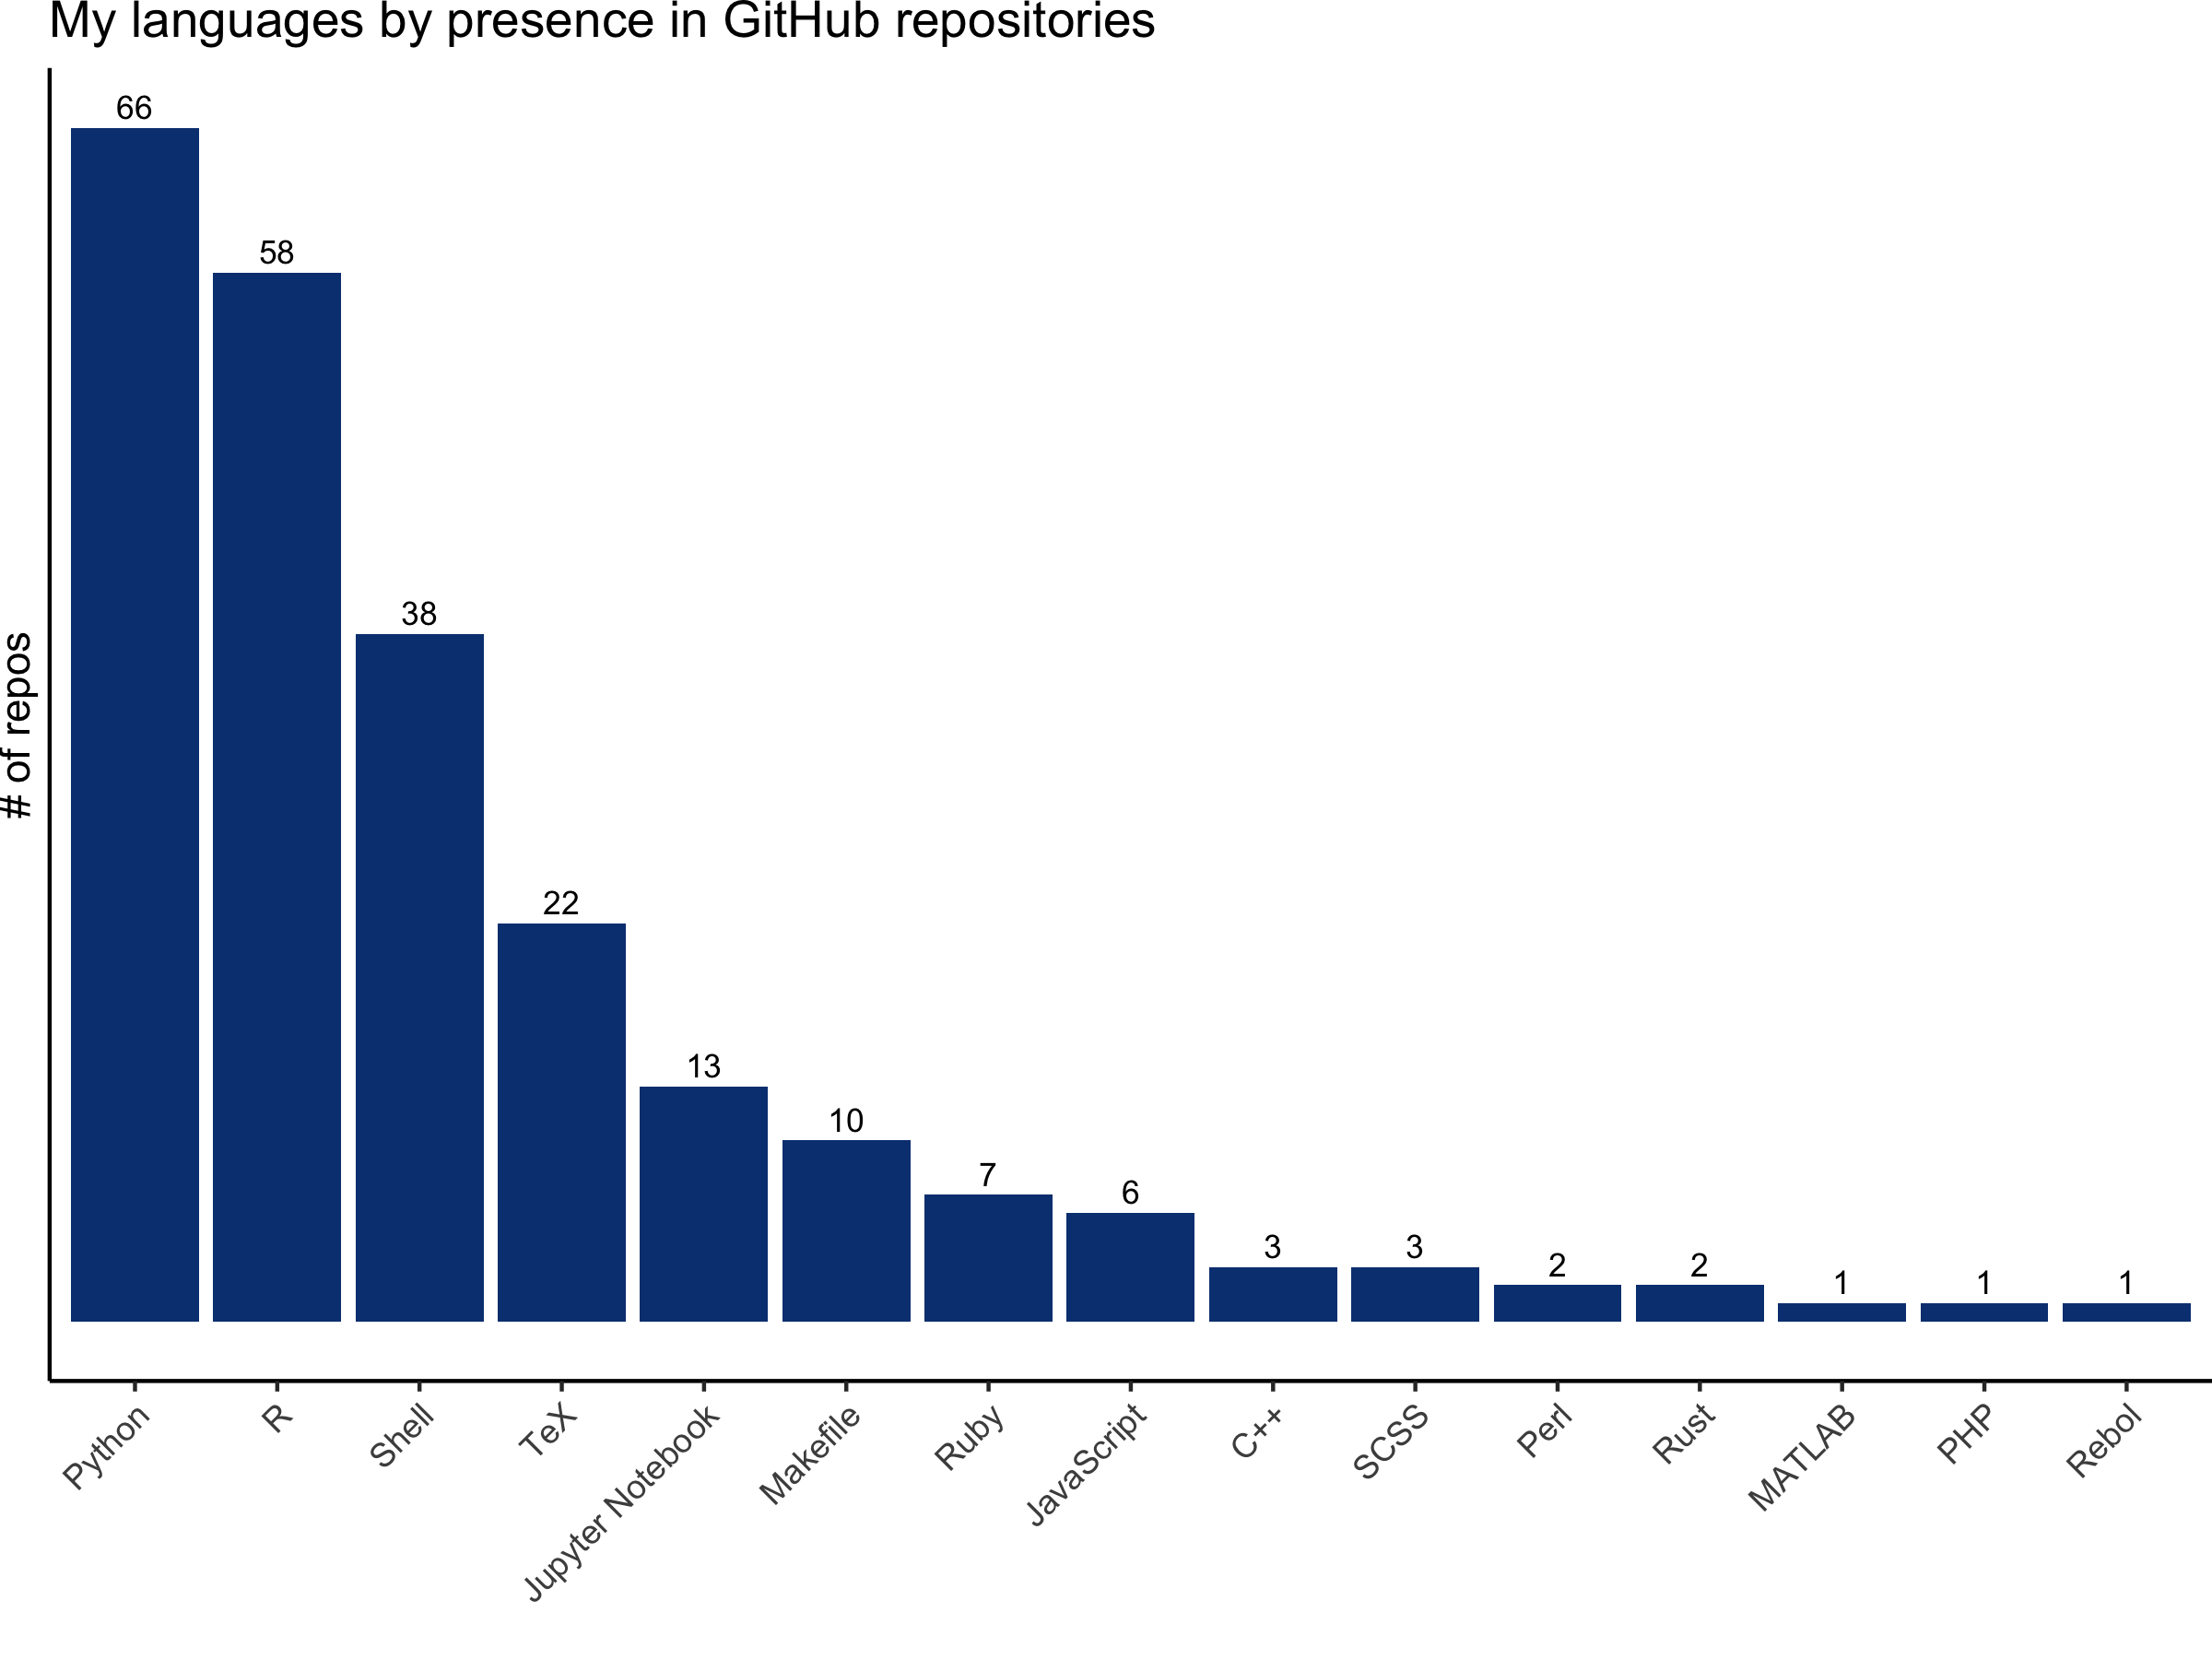 My languages by presence in GitHub repositories
# of repos
66
58
38
22
13
10
7
6
3
3
2
2
1
1
1
Python
R
Shell
TeX
Jupyter Notebook
Makefile
Ruby
JavaScript
C++
SCSS
Perl
Rust
MATLAB
PHP
Rebol